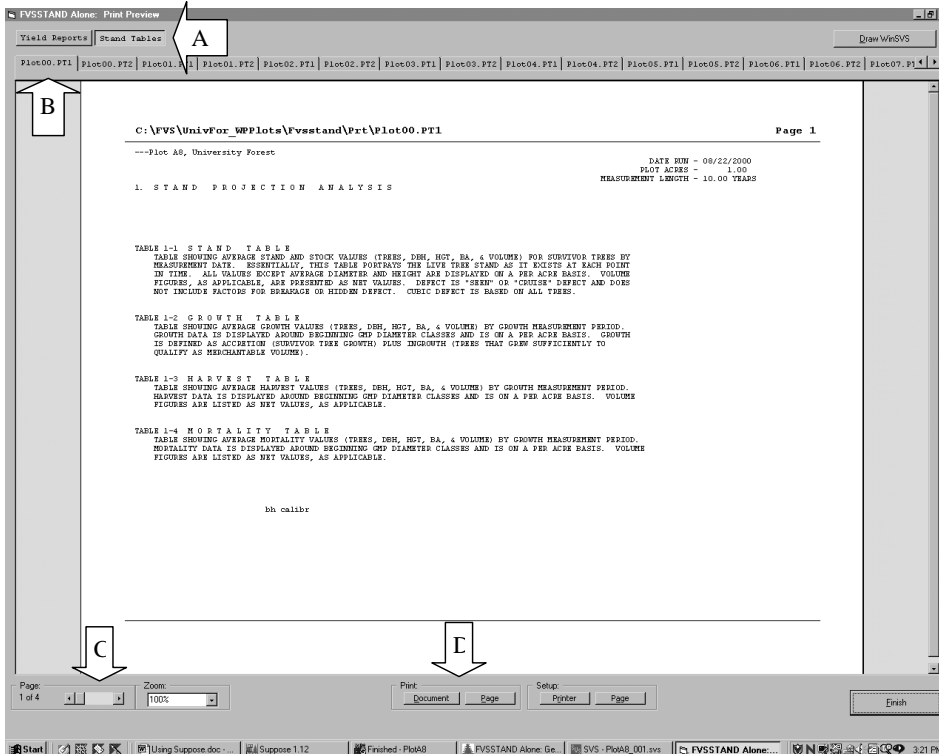 FVSSTAND Alone: Print Preview
A
Yield Reports Stand Tables
Draw WinSVS
Plot00.PT1 Plot00.PT2 Plot01.PT1 Plot01.PT2 Plot02.PT1 Plot02.PT2 Plot03.PT1 Plot03.PT2 Plot04.PT1 Plot04.PT2 Plot05.PT1 Plot05.PT2 Plot06.PT1 Plot06.PT2 Plot07.P
B
C:\FVS\UnivFor_WPPlots\Fvsstand\Prt\Plot00.PT1 Page 1
---Plot A8, University Forest
DATE RUN - 08/22/2000
PLOT ACRES - 1.00
MEASUREMENT LENGTH - 10.00 YEARS
1. S T A N D P R O J E C T I O N A N A L Y S I S
TABLE 1-1 S T A N D T A B L E
TABLE SHOWING AVERAGE STAND AND STOCK VALUES (TREES, DBH, HGT, BA, & VOLUME) FOR SURVIVOR TREES BY
MEASUREMENT DATE. ESSENTIALLY, THIS TABLE PORTRAYS THE LIVE TREE STAND AS IT EXISTS AT EACH POINT
IN TIME. ALL VALUES EXCEPT AVERAGE DIAMETER AND HEIGHT ARE DISPLAYED ON A PER ACRE BASIS. VOLUME
FIGURES, AS APPLICABLE, ARE PRESENTED AS NET VALUES. DEFECT IS "SEEN" OR "CRUISE" DEFECT AND DOES
NOT INCLUDE FACTORS FOR BREAKAGE OR HIDDEN DEFECT. CUBIC DEFECT IS BASED ON ALL TREES.
TABLE 1-2 G R O W T H T A B L E
TABLE SHOWING AVERAGE GROWTH VALUES (TREES, DBH, HGT, BA, & VOLUME) BY GROWTH MEASUREMENT PERIOD.
GROWTH DATA IS DISPLAYED AROUND BEGINNING GMP DIAMETER CLASSES AND IS ON A PER ACRE BASIS. GROWTH
IS DEFINED AS ACCRETION (SURVIVOR TREE GROWTH) PLUS INGROWTH (TREES THAT GREW SUFFICIENTLY TO
QUALIFY AS MERCHANTABLE VOLUME).
TABLE 1-3 H A R V E S T T A B L E
TABLE SHOWING AVERAGE HARVEST VALUES (TREES, DBH, HGT, BA, & VOLUME) BY GROWTH MEASUREMENT PERIOD.
HARVEST DATA IS DISPLAYED AROUND BEGINNING GMP DIAMETER CLASSES AND IS ON A PER ACRE BASIS. VOLUME
FIGURES ARE LISTED AS NET VALUES, AS APPLICABLE.
TABLE 1-4 M O R T A L I T Y T A B L E
TABLE SHOWING AVERAGE MORTALITY VALUES (TREES, DBH, HGT, BA, & VOLUME) BY GROWTH MEASUREMENT PERIOD.
MORTALITY DATA IS DISPLAYED AROUND BEGINNING GMP DIAMETER CLASSES AND IS ON A PER ACRE BASIS. VOLUME
FIGURES ARE LISTED AS NET VALUES, AS APPLICABLE.
bh calibr
C
D
Page: Zoom: Print: Setup:
1 of 4 100% Document Page Printer Page
Finish
Start Using Suppose.doc - ... Suppose 1.12 Finished - PlotA8 FVSSTAND Alone: Ge... SVS - PlotA8_001.svs FVSSTAND Alone:... 3:21 PM